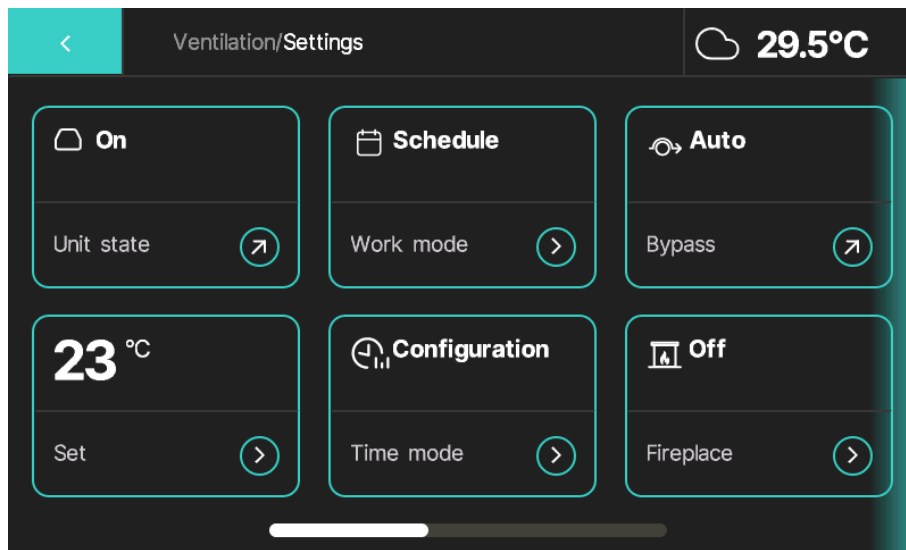 Ventilation/Settings
29.5°C
On
Schedule
Auto
Unit state
Work mode
Bypass
23 °C
Configuration
Off
Set
Time mode
Fireplace